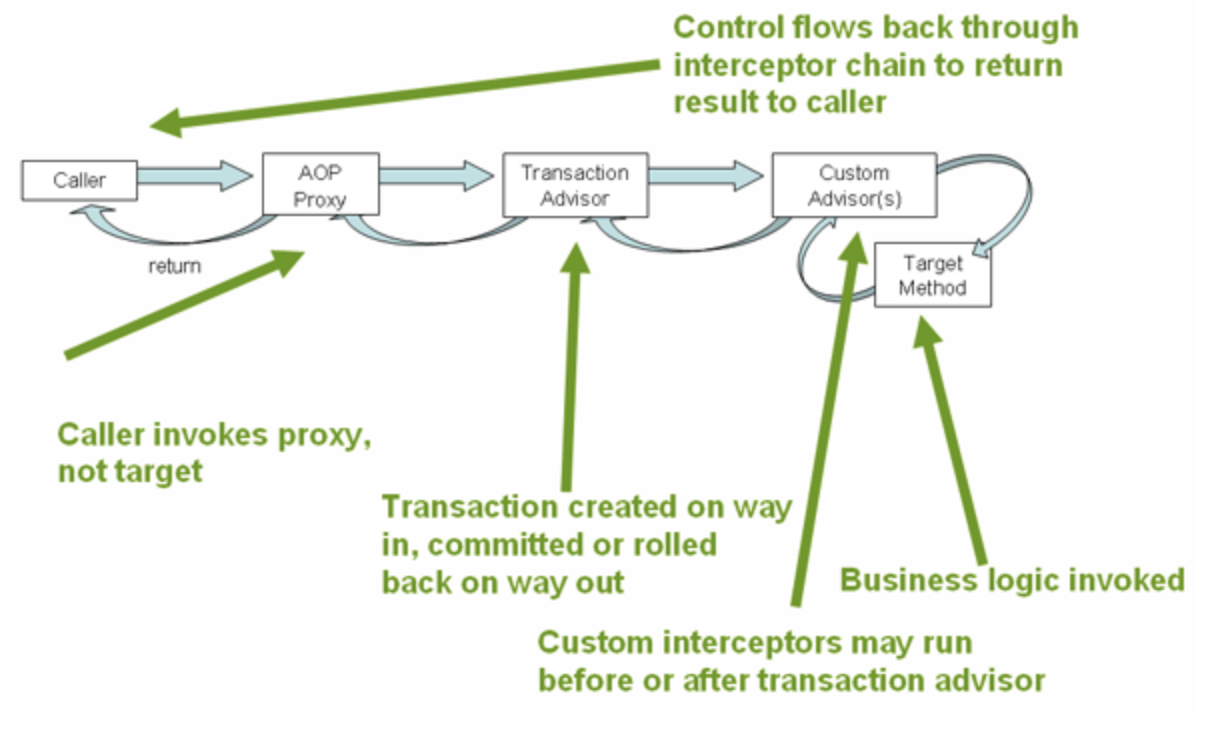 Control flows back through
interceptor chain to return
result to caller
Caller
AOP
Proxy
Transaction
Advisor
Custom
Advisor(s)
return
Target
Method
Caller invokes proxy,
not target
Transaction created on way
in, committed or rolled
back on way out
Business logic invoked
Custom interceptors may run
before or after transaction advisor